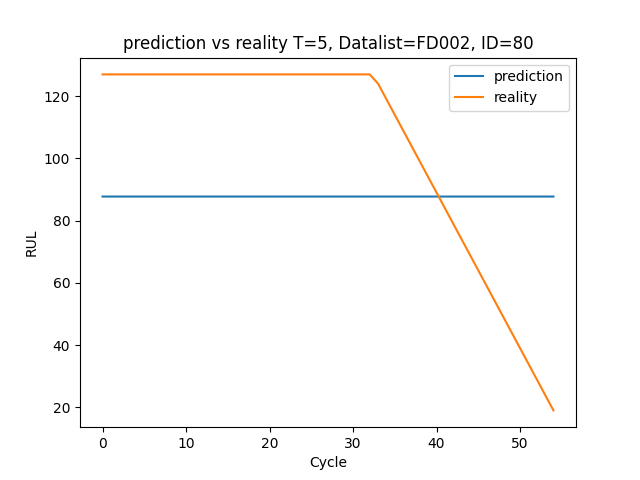 prediction vs reality T=5, Datalist=FD002, ID=80
prediction
reality
120
100
80
60
40
20
RUL
0 10 20 30 40 50
Cycle